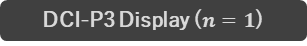 DCI-P3 Display (n = 1)